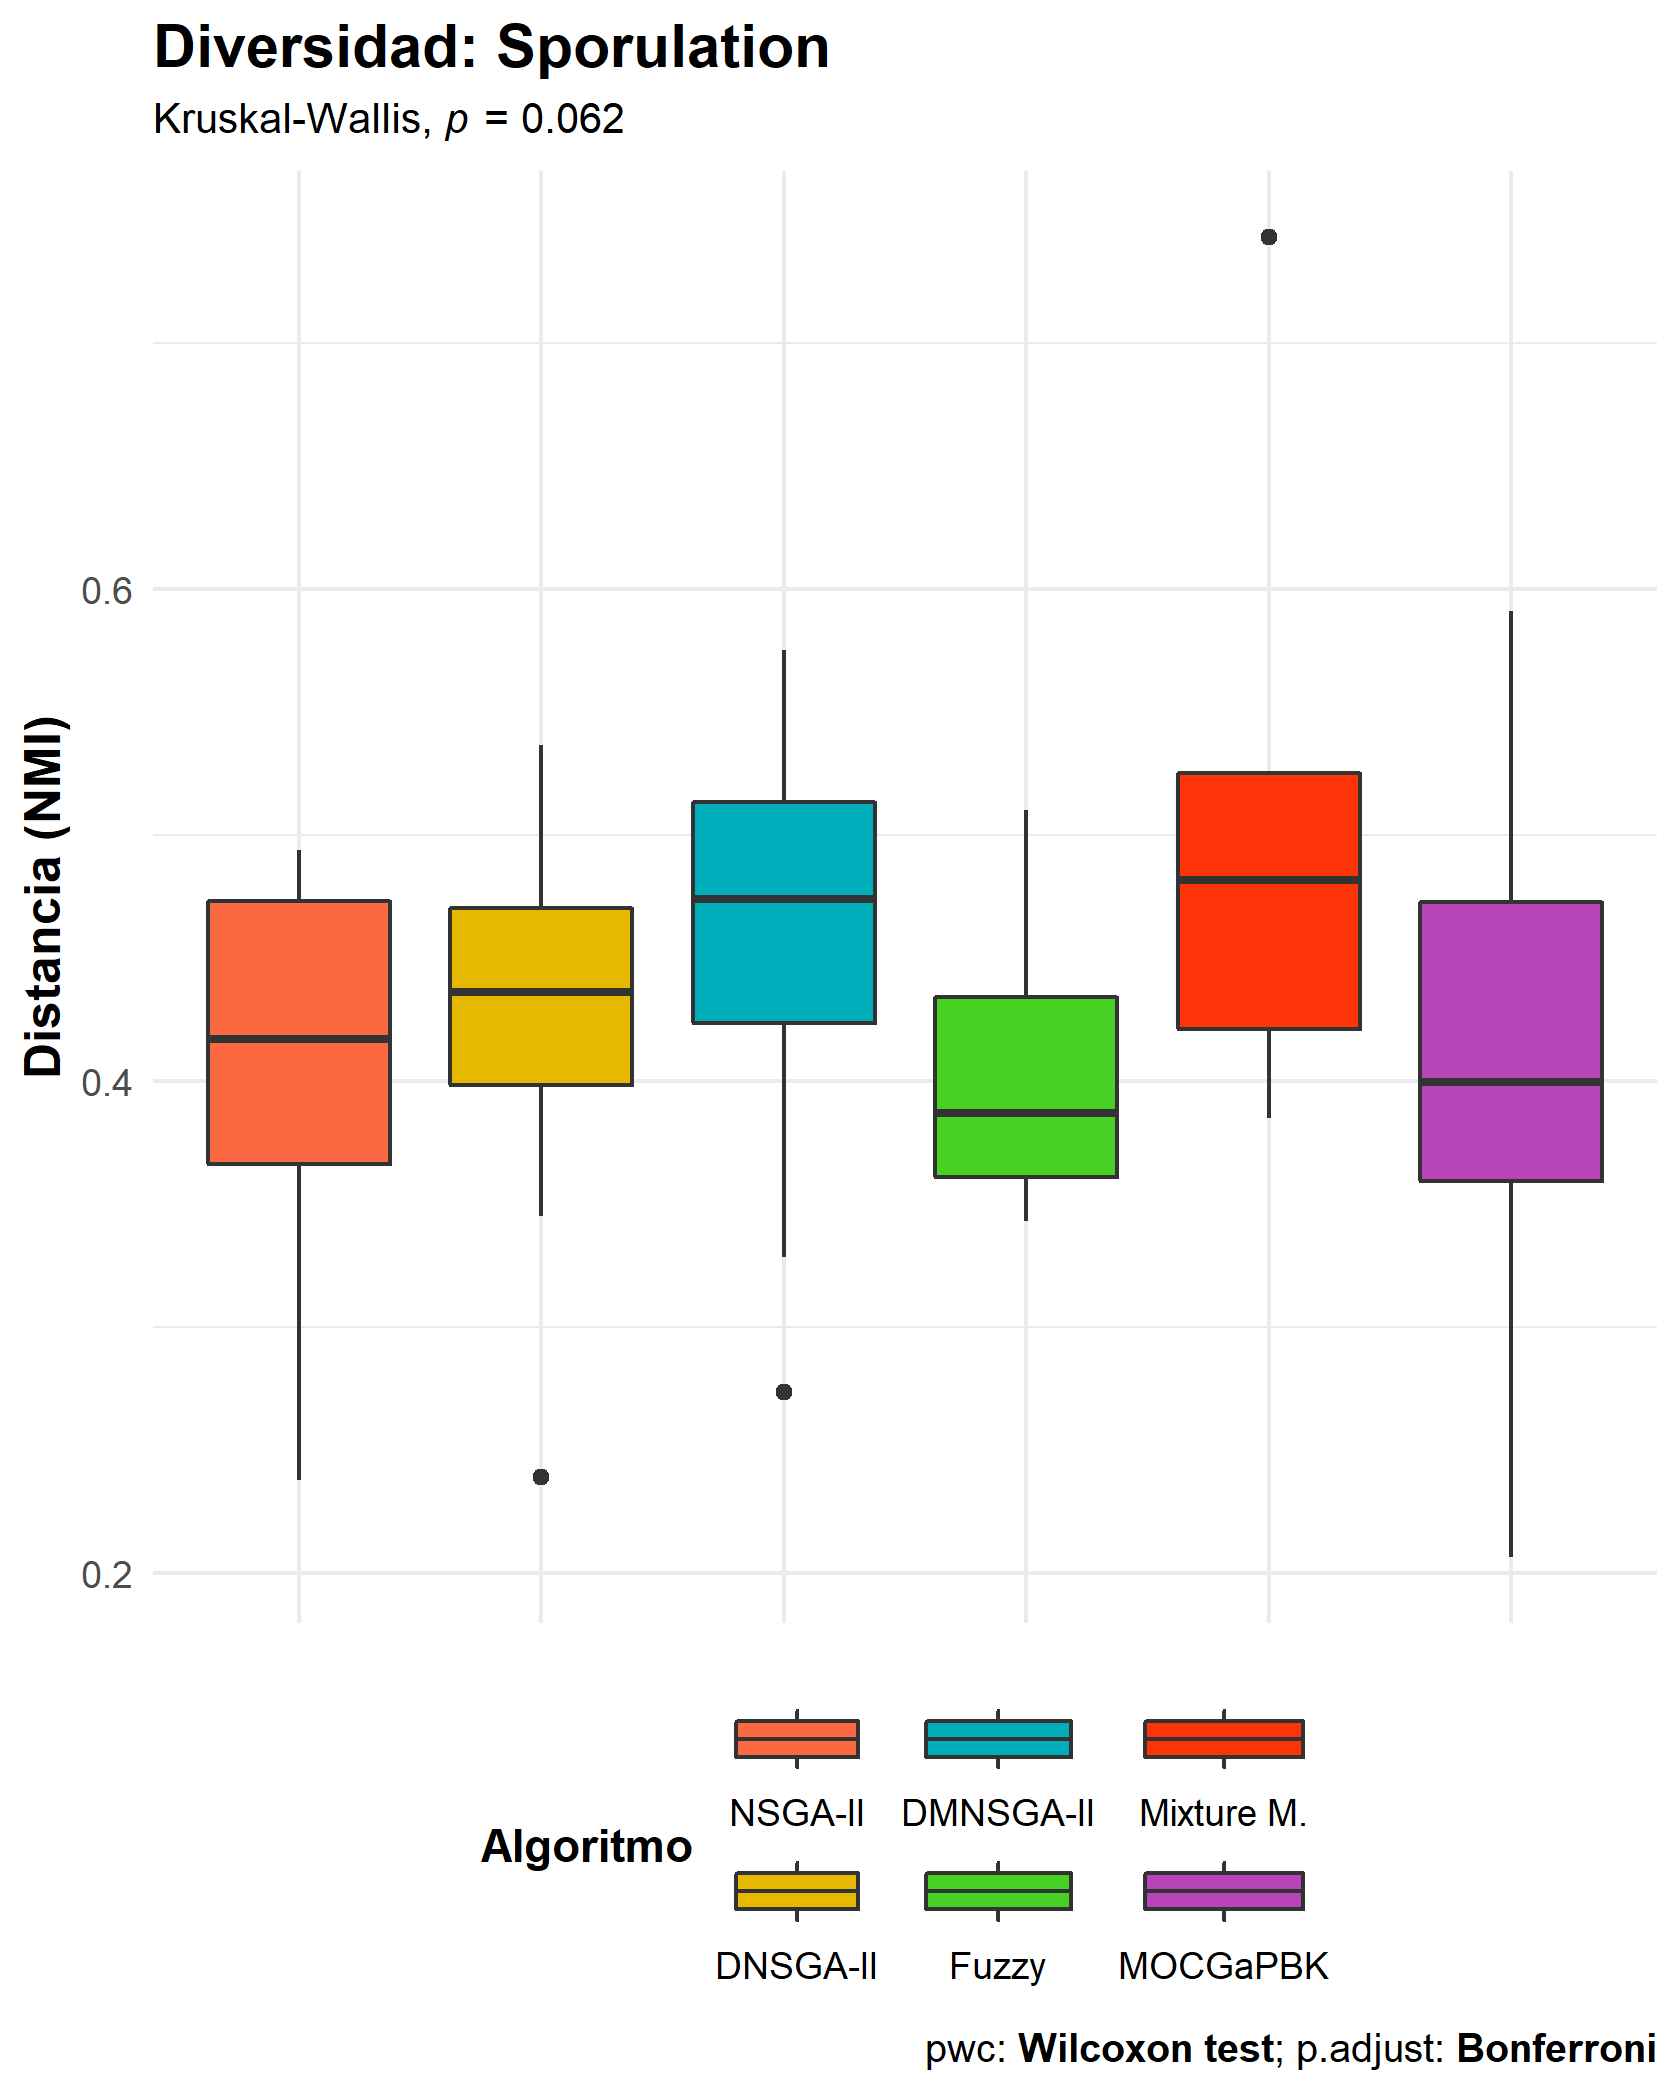 Diversidad: Sporulation
Kruskal-Wallis, p = 0.062
Distancia (NMI)
0.6
0.4
0.2
Algoritmo
NSGA-II
DMNSGA-II
Mixture M.
DNSGA-II
Fuzzy
MOCGaPBK
pwc: Wilcoxon test; p.adjust: Bonferroni